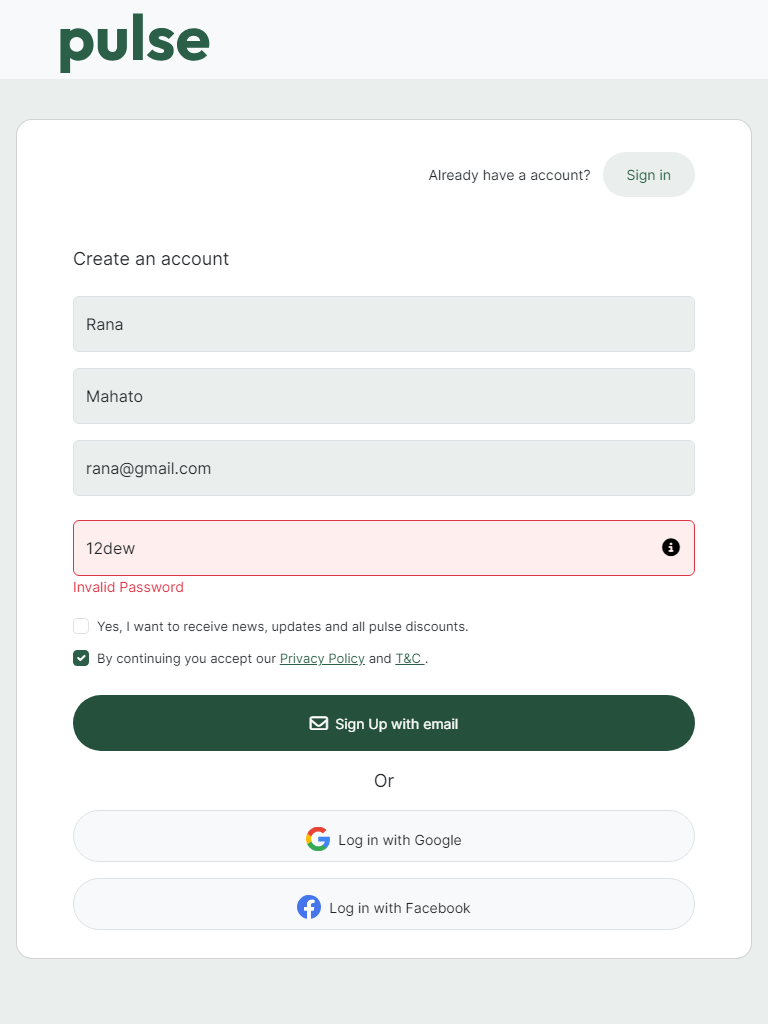 pulse
Already have a account? Sign in
Create an account
Rana
Mahato
rana@gmail.com
12dew
Invalid Password
Yes, I want to receive news, updates and all pulse discounts.
By continuing you accept our Privacy Policy and T&C .
Sign Up with email
Or
Log in with Google
Log in with Facebook